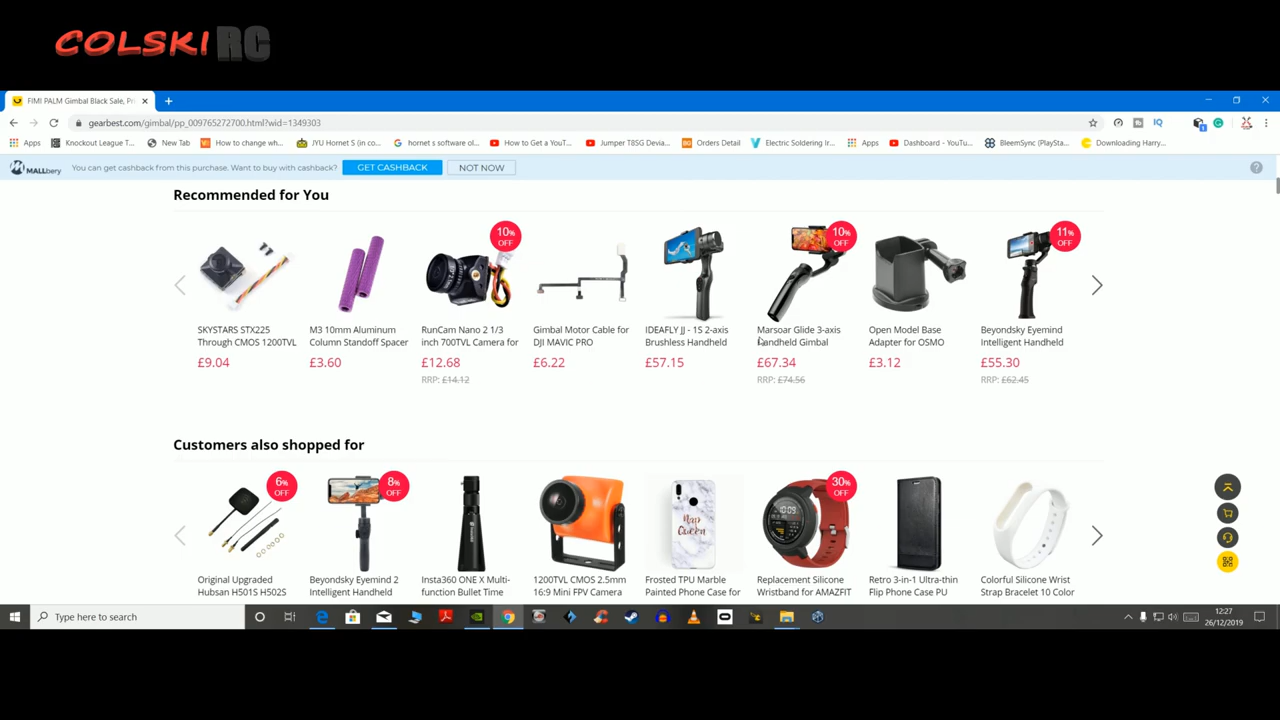 COLSKI RC
FIMI PALM Gimbal Black Sale, Pri
gearbest.com/gimbal/pp_009765272700.html?wid=1349303
Apps Knockout League T... New Tab How to change wh... JYU Hornet S (in co... hornet s software ol... How to Get a YouT... Jumper T8SG Devia... Orders Detail Electric Soldering Ir... Apps Dashboard - YouTu... BleemSync (PlaySta... Downloading Harry...
MALLbery You can get cashback from this purchase. Want to buy with cashback? GET CASHBACK NOT NOW
Recommended for You
10% OFF
10% OFF
11% OFF
SKYSTARS STX225
Through CMOS 1200TVL
£9.04
M3 10mm Aluminum
Column Standoff Spacer
£3.60
RunCam Nano 2 1/3
inch 700TVL Camera for
£12.68
RRP: £14.12
Gimbal Motor Cable for
DJI MAVIC PRO
£6.22
IDEAFLY JJ - 1S 2-axis
Brushless Handheld
£57.15
Marsoar Glide 3-axis
Handheld Gimbal
£67.34
RRP: £74.56
Open Model Base
Adapter for OSMO
£3.12
Beyondsky Eyemind
Intelligent Handheld
£55.30
RRP: £62.45
Customers also shopped for
6% OFF
8% OFF
30% OFF
Nap
Queen
10:09
Original Upgraded
Hubsan H501S H502S
Beyondsky Eyemind 2
Intelligent Handheld
Insta360 ONE X Multi-
function Bullet Time
1200TVL CMOS 2.5mm
16:9 Mini FPV Camera
Frosted TPU Marble
Painted Phone Case for
Replacement Silicone
Wristband for AMAZFIT
Retro 3-in-1 Ultra-thin
Flip Phone Case PU
Colorful Silicone Wrist
Strap Bracelet 10 Color
Type here to search
12:27
26/12/2019